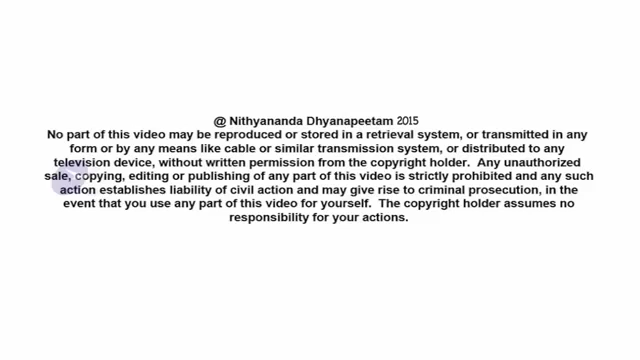 @ Nithyananda Dhyanapeetam 2015
No part of this video may be reproduced or stored in a retrieval system, or transmitted in any
form or by any means like cable or similar transmission system, or distributed to any
television device, without written permission from the copyright holder. Any unauthorized
sale, copying, editing or publishing of any part of this video is strictly prohibited and any such
action establishes liability of civil action and may give rise to criminal prosecution, in the
event that you use any part of this video for yourself. The copyright holder assumes no
responsibility for your actions.